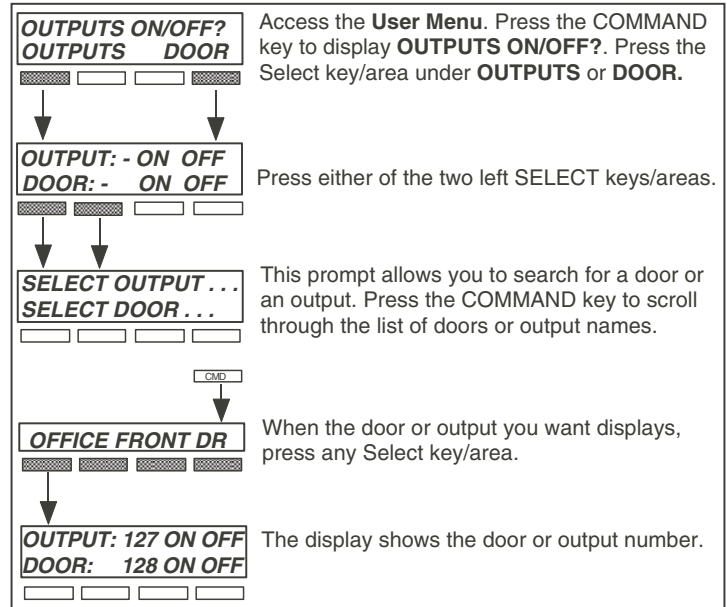 OUTPUTS ON/OFF?
OUTPUTS DOOR
Access the User Menu. Press the COMMAND
key to display OUTPUTS ON/OFF?. Press the
Select key/area under OUTPUTS or DOOR.
OUTPUT: - ON OFF
DOOR: - ON OFF
Press either of the two left SELECT keys/areas.
SELECT OUTPUT . . .
SELECT DOOR . . .
This prompt allows you to search for a door or
an output. Press the COMMAND key to scroll
through the list of doors or output names.
CMD
OFFICE FRONT DR
When the door or output you want displays,
press any Select key/area.
OUTPUT: 127 ON OFF
DOOR: 128 ON OFF
The display shows the door or output number.